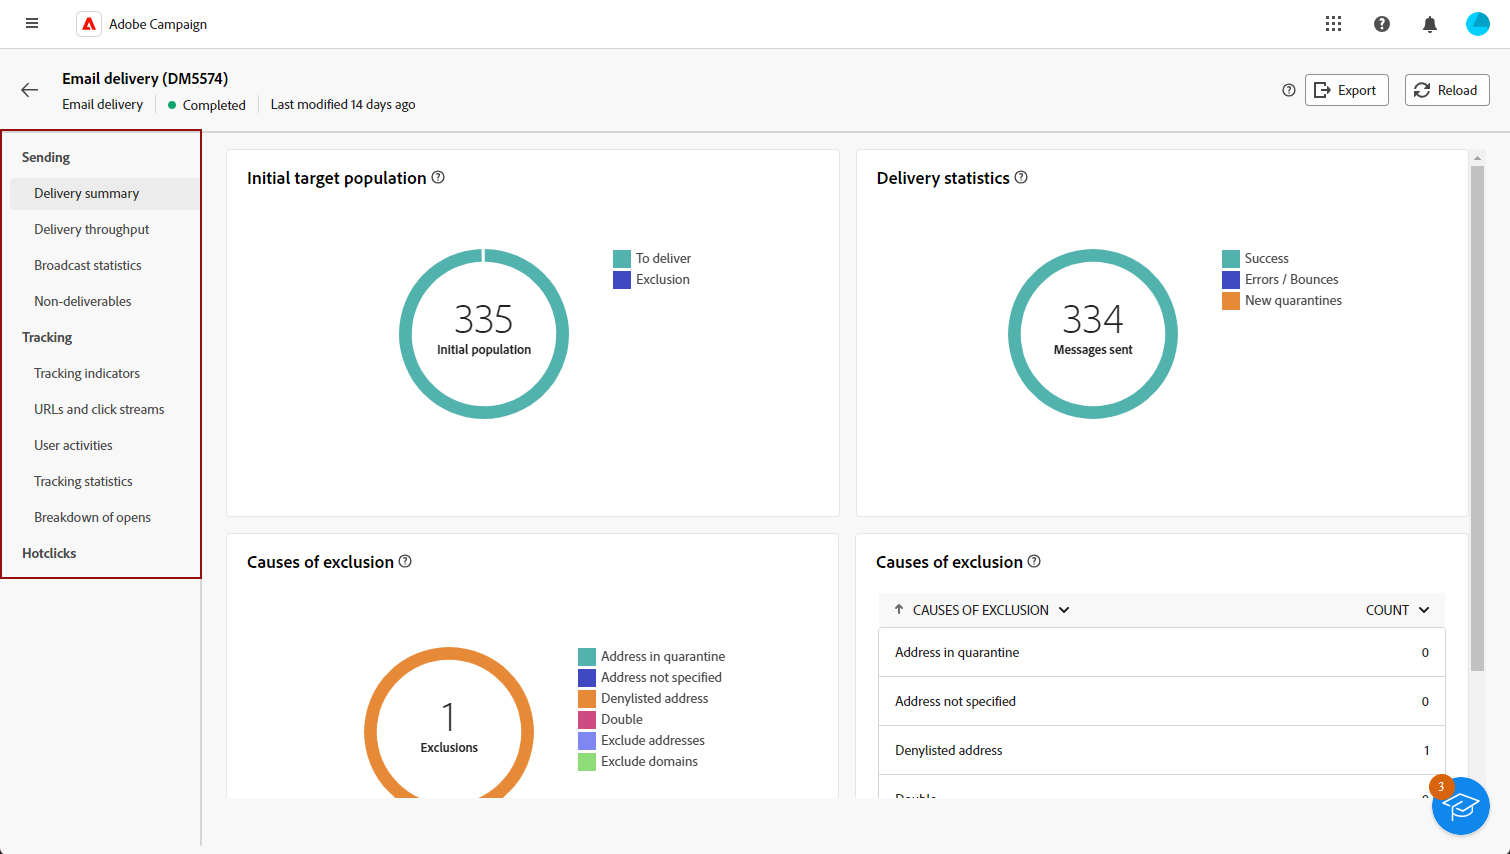 Adobe Campaign
Email delivery (DM5574)
Email delivery
Completed
Last modified 14 days ago
Export
Reload
Sending
Delivery summary
Delivery throughput
Broadcast statistics
Non-deliverables
Tracking
Tracking indicators
URLs and click streams
User activities
Tracking statistics
Breakdown of opens
Hotclicks
Initial target population
335
Initial population
To deliver
Exclusion
Delivery statistics
334
Messages sent
Success
Errors / Bounces
New quarantines
Causes of exclusion
1
Exclusions
Address in quarantine
Address not specified
Denylisted address
Double
Exclude addresses
Exclude domains
Causes of exclusion
CAUSES OF EXCLUSION COUNT
Address in quarantine 0
Address not specified 0
Denylisted address 1
3